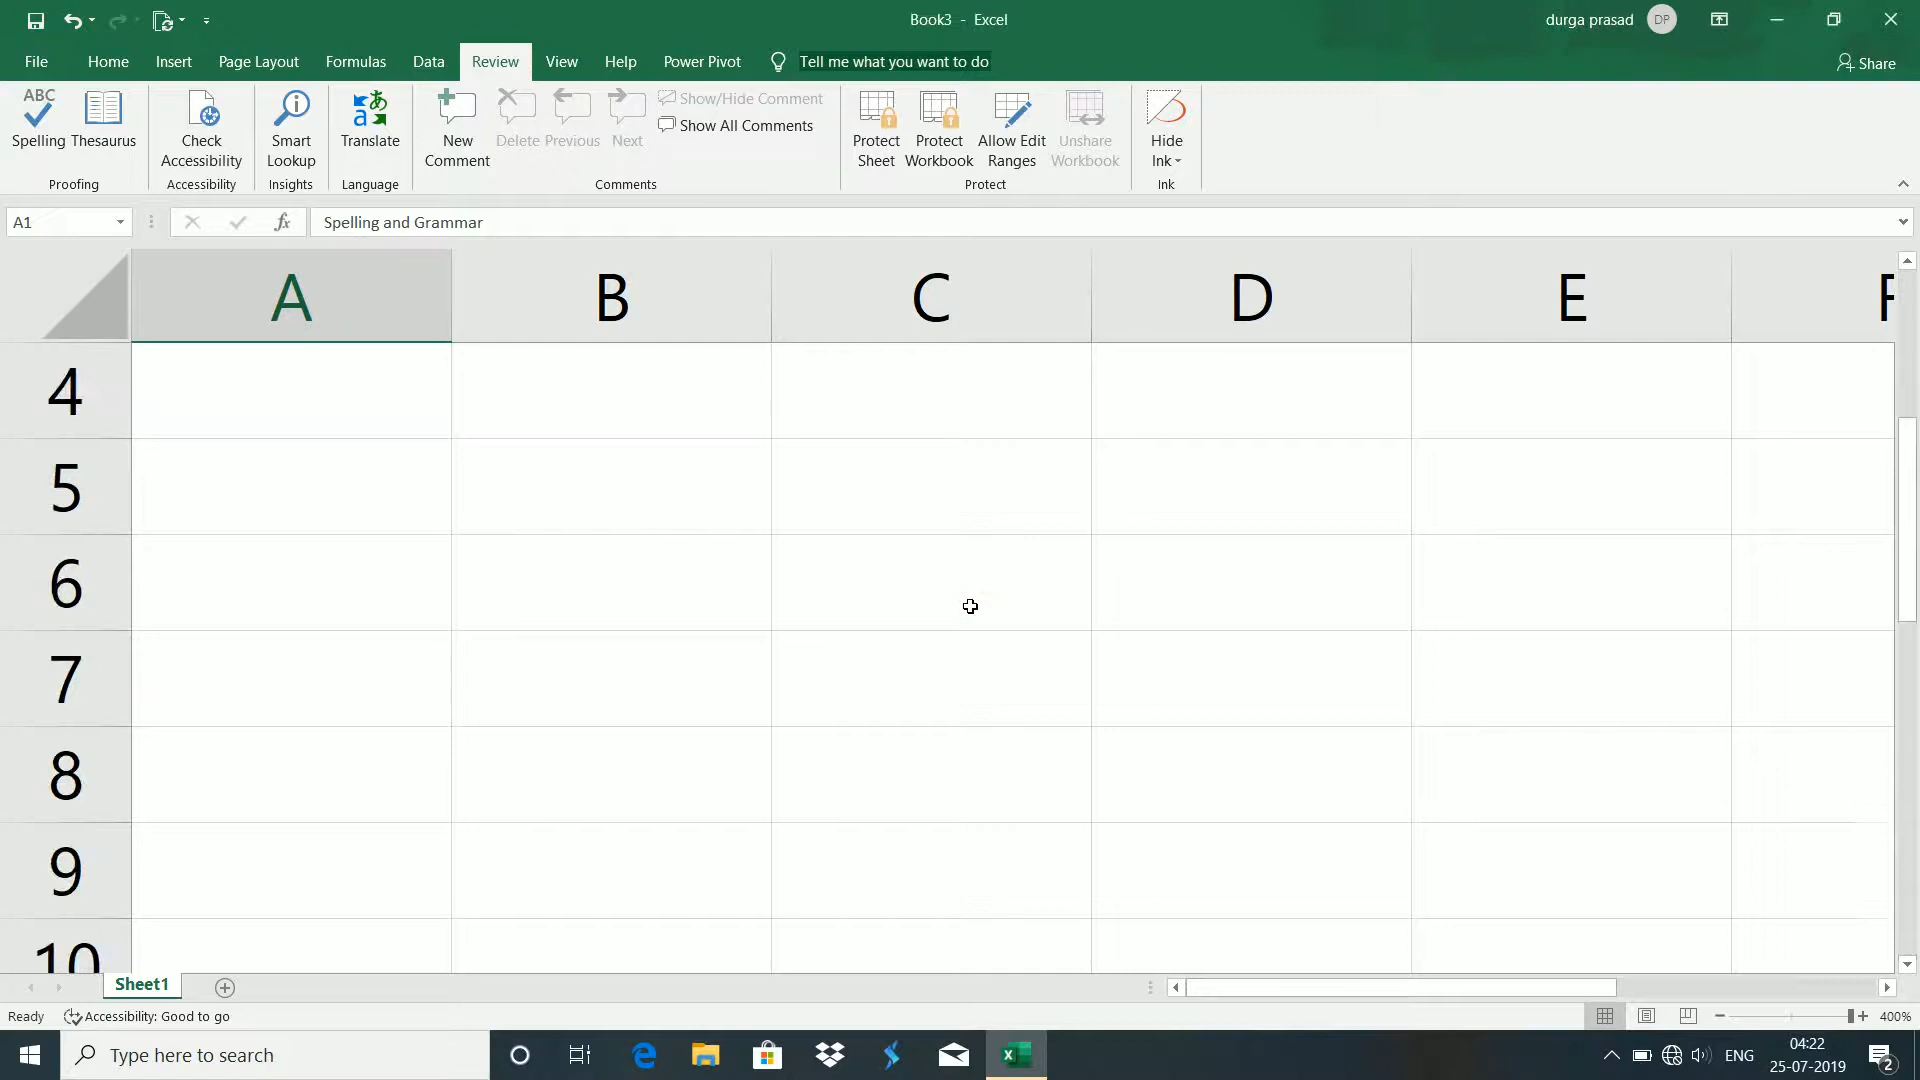 Book3 - Excel
durga prasad
DP
File Home Insert Page Layout Formulas Data Review View Help Power Pivot Tell me what you want to do
Share
ABC
Spelling
Thesaurus
Proofing
Check
Accessibility
Accessibility
Smart
Lookup
Insights
Translate
Language
New
Comment
Delete
Previous
Next
Show/Hide Comment
Show All Comments
Comments
Protect
Sheet
Protect
Workbook
Allow Edit
Ranges
Unshare
Workbook
Protect
Hide
Ink
Ink
A1
fx
Spelling and Grammar
A B C D E F
4
5
6
7
8
9
10
Sheet1
Ready
Accessibility: Good to go
400%
Type here to search
ENG
04:22
25-07-2019
2